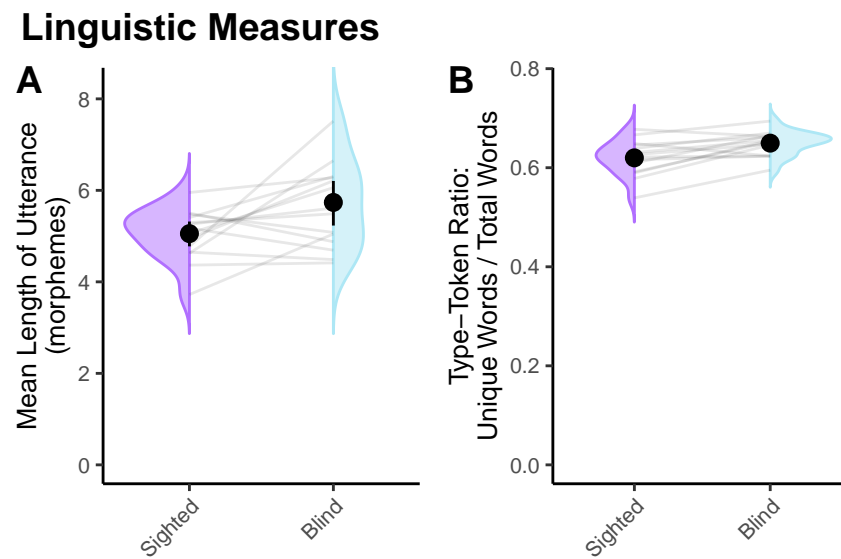 Linguistic Measures
A
Mean Length of Utterance
(morphemes)
8
6
4
2
0
Sighted
Blind
B
Type−Token Ratio:
Unique Words / Total Words
0.8
0.6
0.4
0.2
0.0
Sighted
Blind